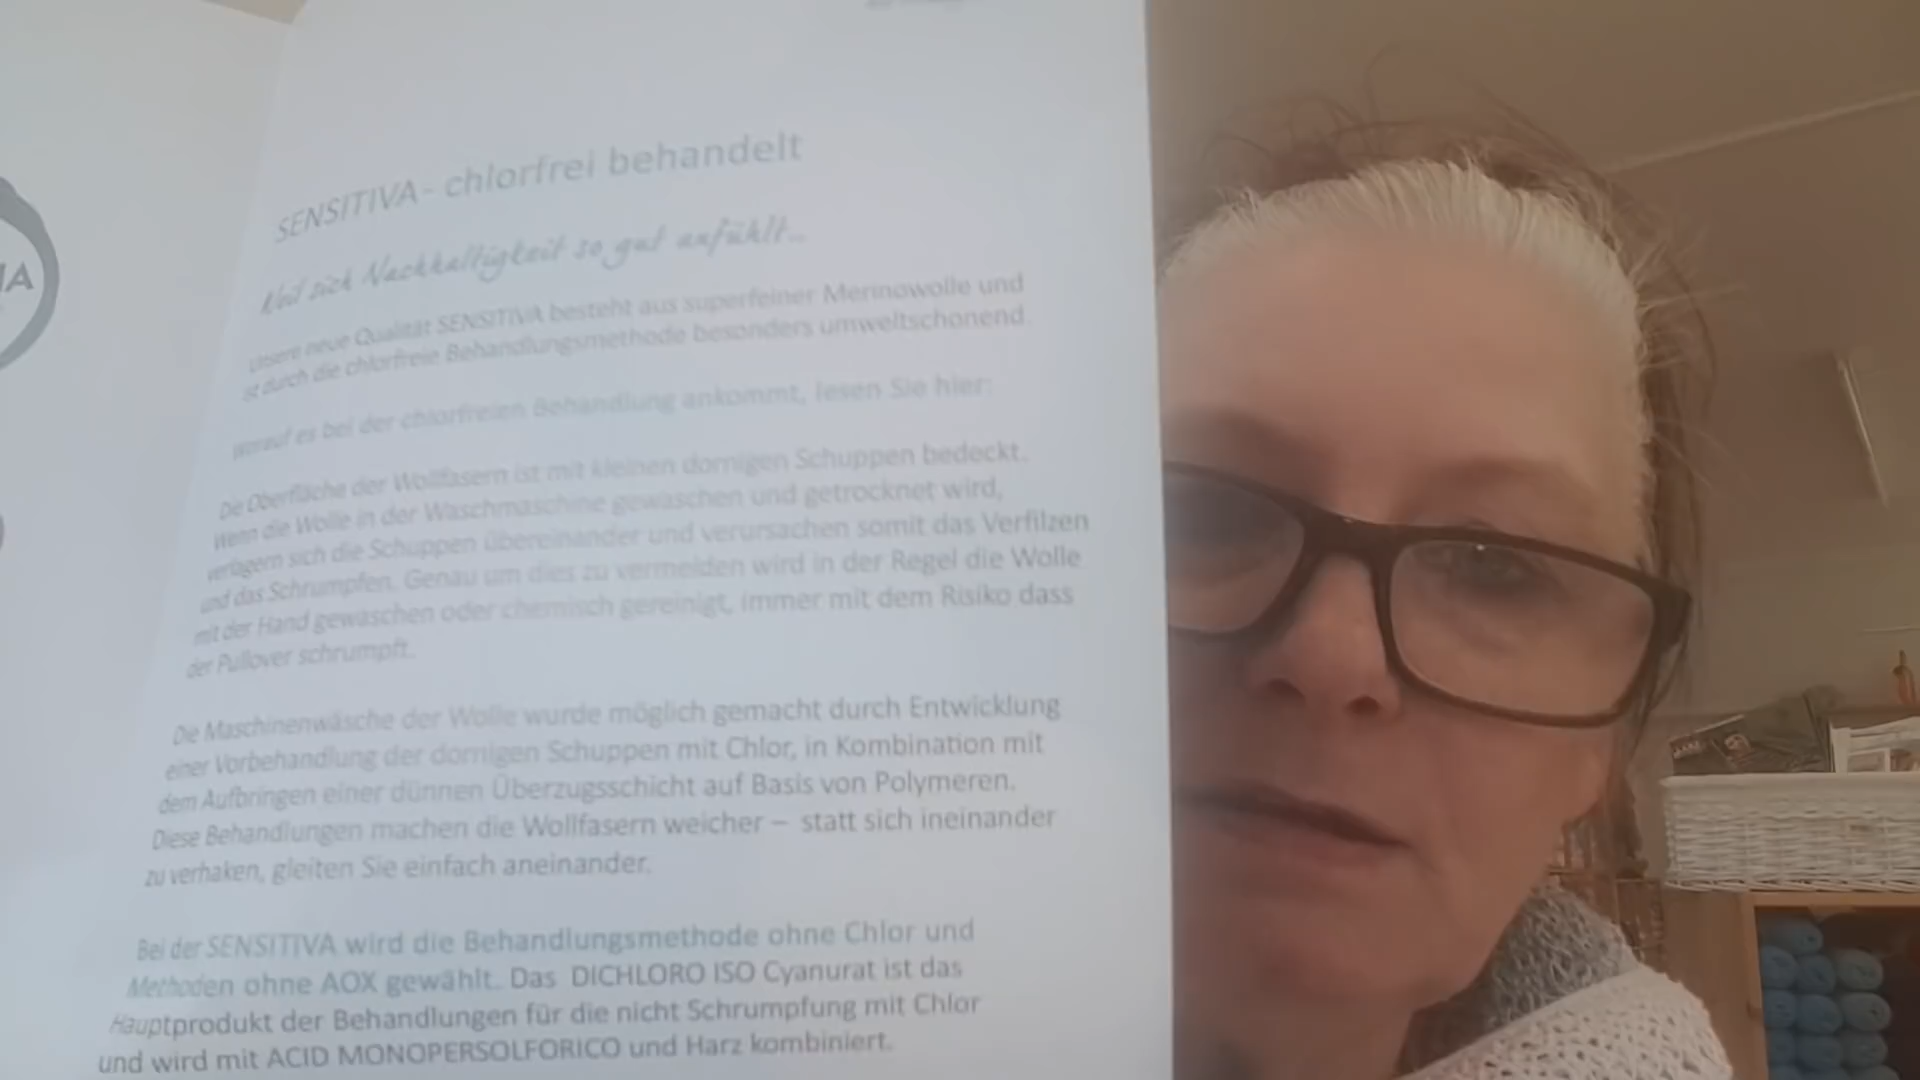 MA
SENSITIVA - chlorfrei behandelt
Weil sich Nachhaltigkeit so gut anfühlt...
Unsere neue Qualität SENSITIVA besteht aus superfeiner Merinowolle und
ist durch die chlorfreie Behandlungsmethode besonders umweltschonend.
Worauf es bei der chlorfreien Behandlung ankommt, lesen Sie hier:
Die Oberfläche der Wollfasern ist mit kleinen dornigen Schuppen bedeckt.
Wenn die Wolle in der Waschmaschine gewaschen und getrocknet wird,
verlagern sich die Schuppen übereinander und verursachen somit das Verfilzen
und das Schrumpfen. Genau um dies zu vermeiden wird in der Regel die Wolle
mit der Hand gewaschen oder chemisch gereinigt, immer mit dem Risiko dass
der Pullover schrumpft.
Die Maschinenwäsche der Wolle wurde möglich gemacht durch Entwicklung
einer Vorbehandlung der dornigen Schuppen mit Chlor, in Kombination mit
dem Aufbringen einer dünnen Überzugsschicht auf Basis von Polymeren.
Diese Behandlungen machen die Wollfasern weicher – statt sich ineinander
zu verhaken, gleiten Sie einfach aneinander.
Bei der SENSITIVA wird die Behandlungsmethode ohne Chlor und
Methoden ohne AOX gewählt. Das DICHLORO ISO Cyanurat ist das
Hauptprodukt der Behandlungen für die nicht Schrumpfung mit Chlor
und wird mit ACID MONOPERSOLFORICO und Harz kombiniert.